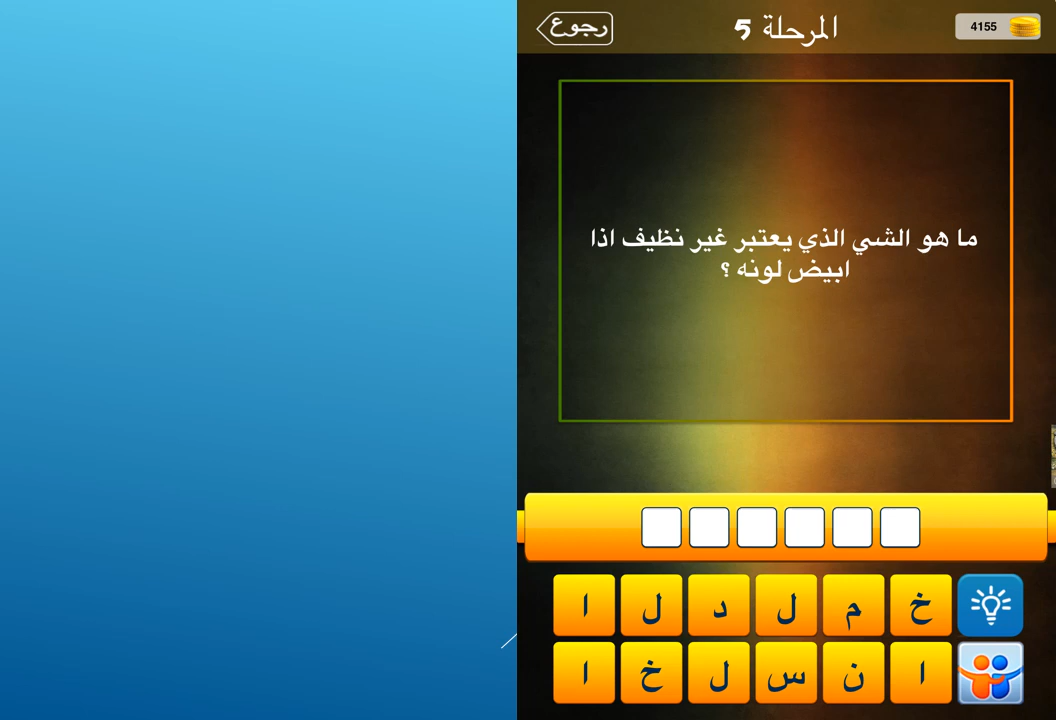 رجوع
المرحلة 5
4155
ما هو الشي الذي يعتبر غير نظيف اذا
ابيض لونه ؟
خ م ل د ل ا
ا ن س ل خ ا